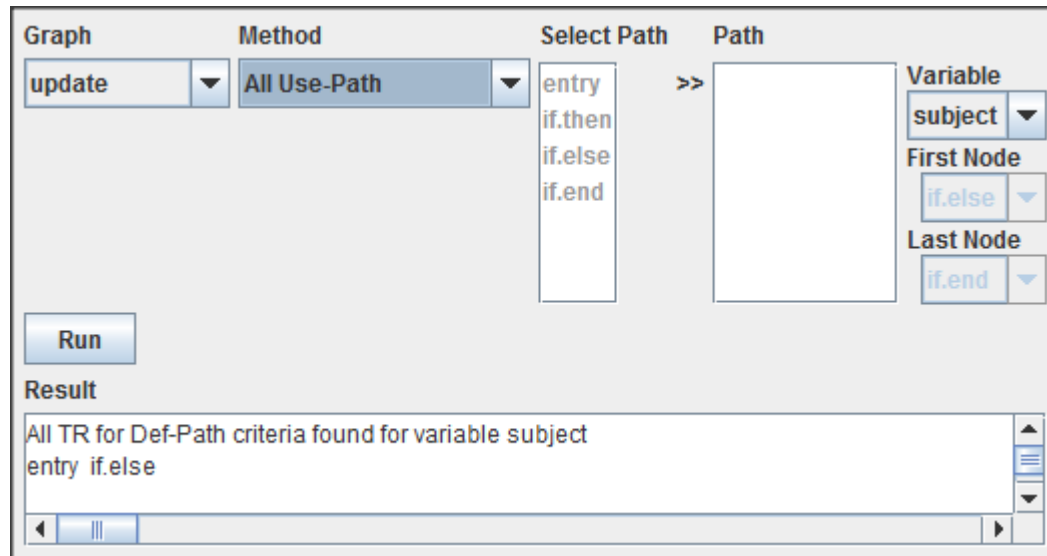 Graph
Method
Select Path
Path
update
All Use-Path
entry
if.then
if.else
if.end
>>
Variable
subject
First Node
if.else
Last Node
if.end
Run
Result
All TR for Def-Path criteria found for variable subject
entry if.else